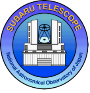 SUBARU TELESCOPE
National Astronomical Observatory of Japan